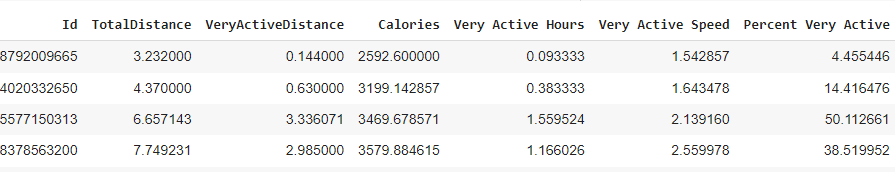 Id TotalDistance VeryActiveDistance Calories Very Active Hours Very Active Speed Percent Very Active
8792009665 3.232000 0.144000 2592.600000 0.093333 1.542857 4.455446
4020332650 4.370000 0.630000 3199.142857 0.383333 1.643478 14.416476
5577150313 6.657143 3.336071 3469.678571 1.559524 2.139160 50.112661
8378563200 7.749231 2.985000 3579.884615 1.166026 2.559978 38.519952